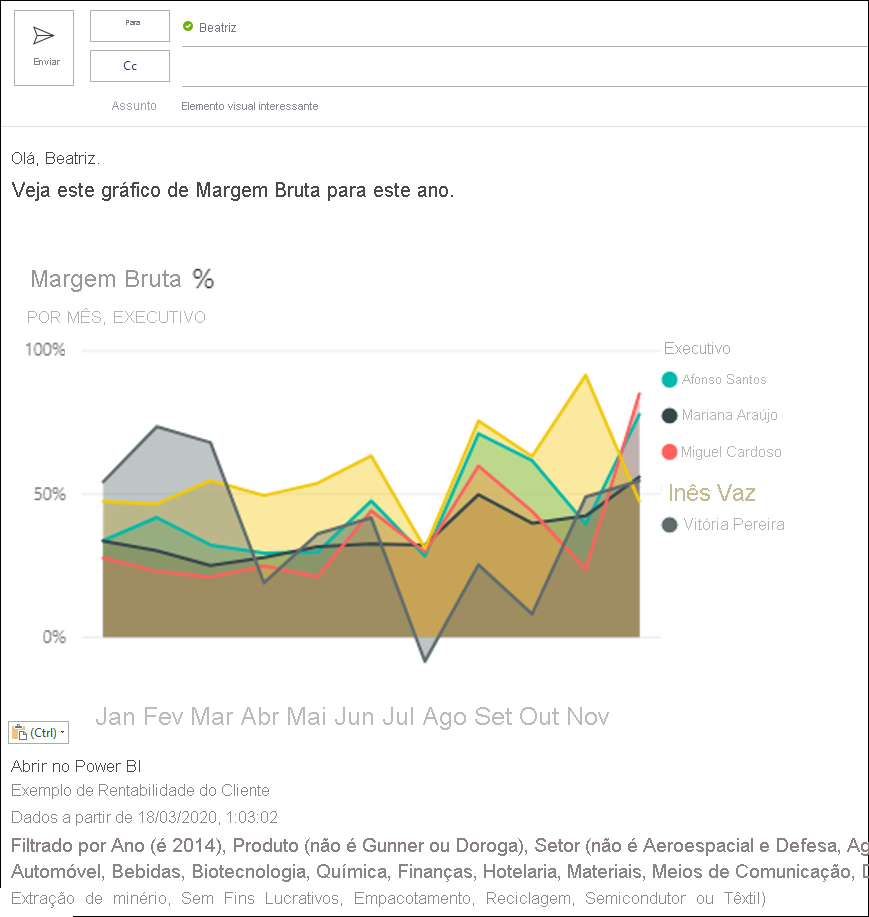 Enviar
Para
Beatriz
Cc
Assunto
Elemento visual interessante
Olá, Beatriz.
Veja este gráfico de Margem Bruta para este ano.
Margem Bruta %
POR MÊS, EXECUTIVO
100%
50%
0%
Executivo
Afonso Santos
Mariana Araújo
Miguel Cardoso
Inês Vaz
Vitória Pereira
Jan Fev Mar Abr Mai Jun Jul Ago Set Out Nov
(Ctrl)
Abrir no Power BI
Exemplo de Rentabilidade do Cliente
Dados a partir de 18/03/2020, 1:03:02
Filtrado por Ano (é 2014), Produto (não é Gunner ou Doroga), Setor (não é Aeroespacial e Defesa, Ag
Automóvel, Bebidas, Biotecnologia, Química, Finanças, Hotelaria, Materiais, Meios de Comunicação,
Extração de minério, Sem Fins Lucrativos, Empacotamento, Reciclagem, Semicondutor ou Têxtil)